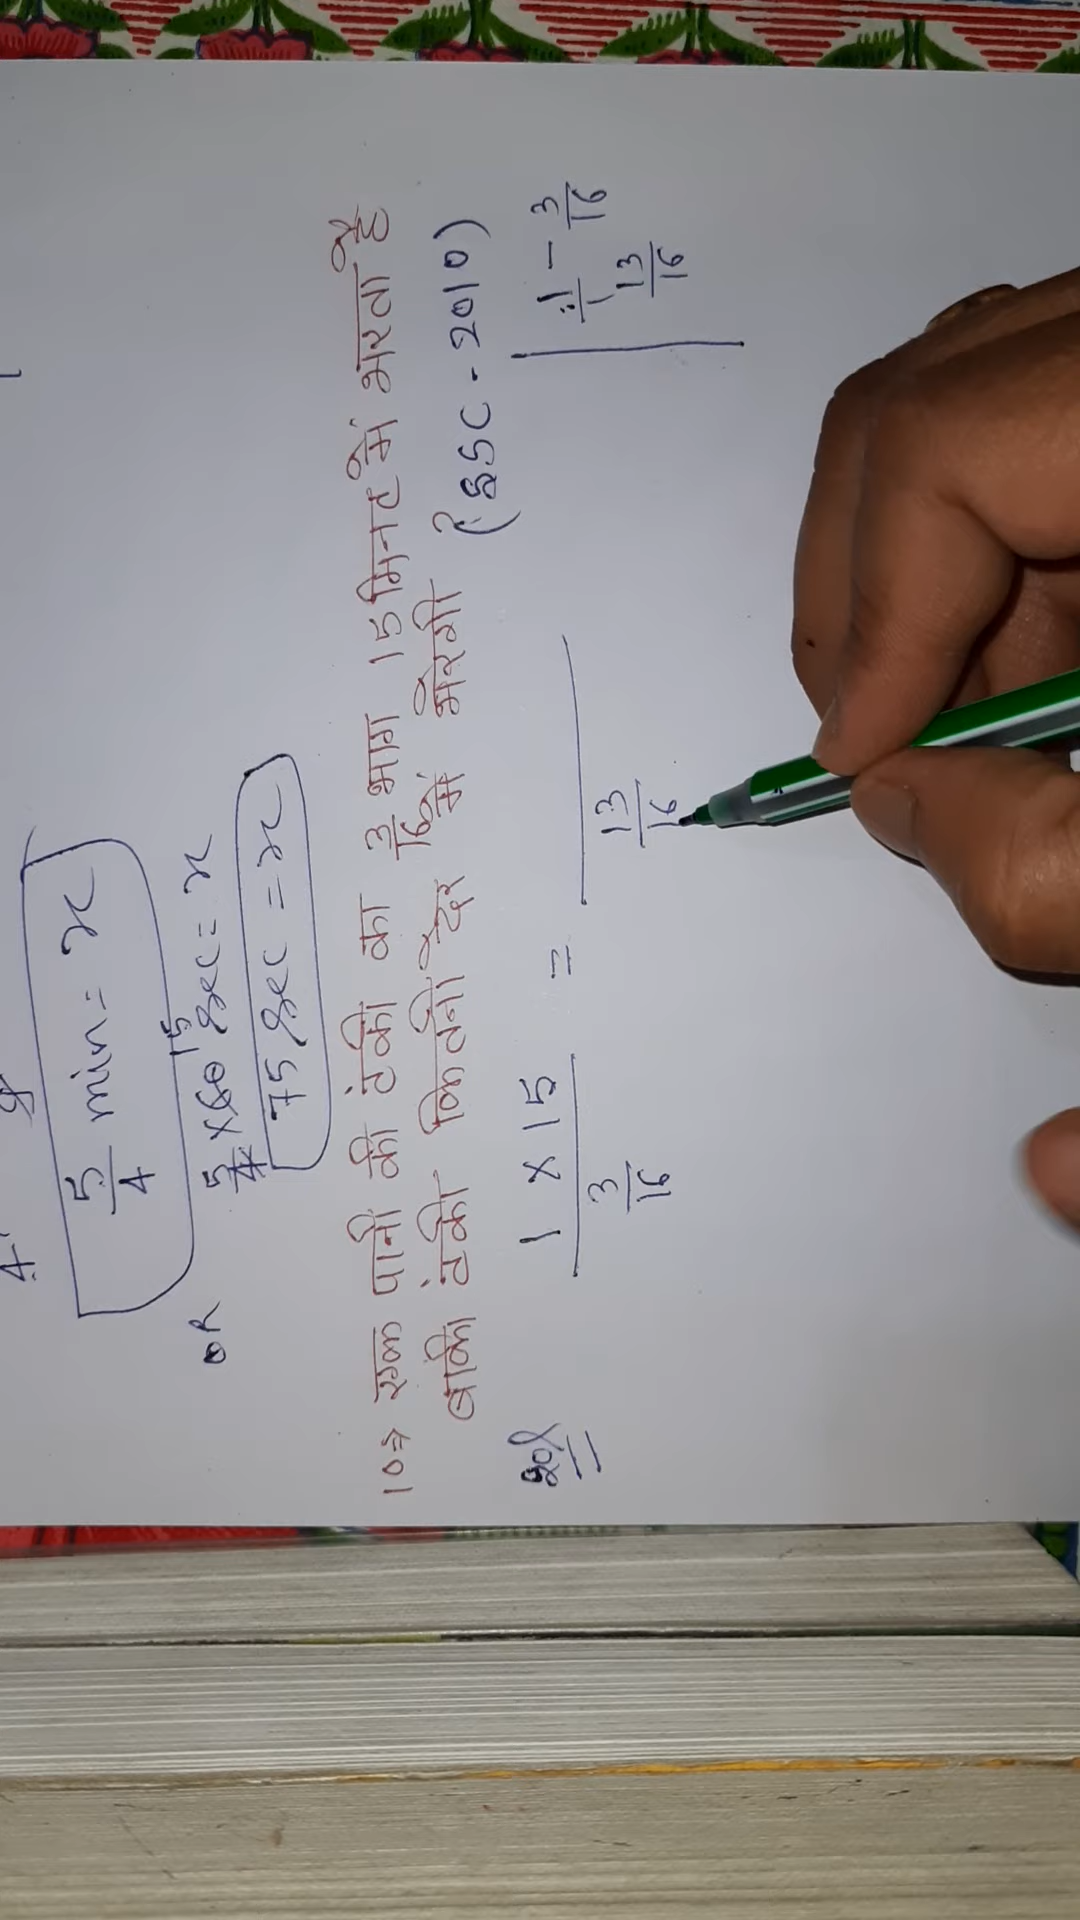 5/4 min = x
OR 5/4 × 60 15 sec = x
75 sec = x
10⇒ एक पानी की टंकी का 3/16 भाग 15 मिनट में भरता है
बाकि टंकी कितनी देर में भरेगी ? (SSC - 2010)
sol 1 × 15 / 3/16 = / 13/16
1/1 - 3/16
13/16